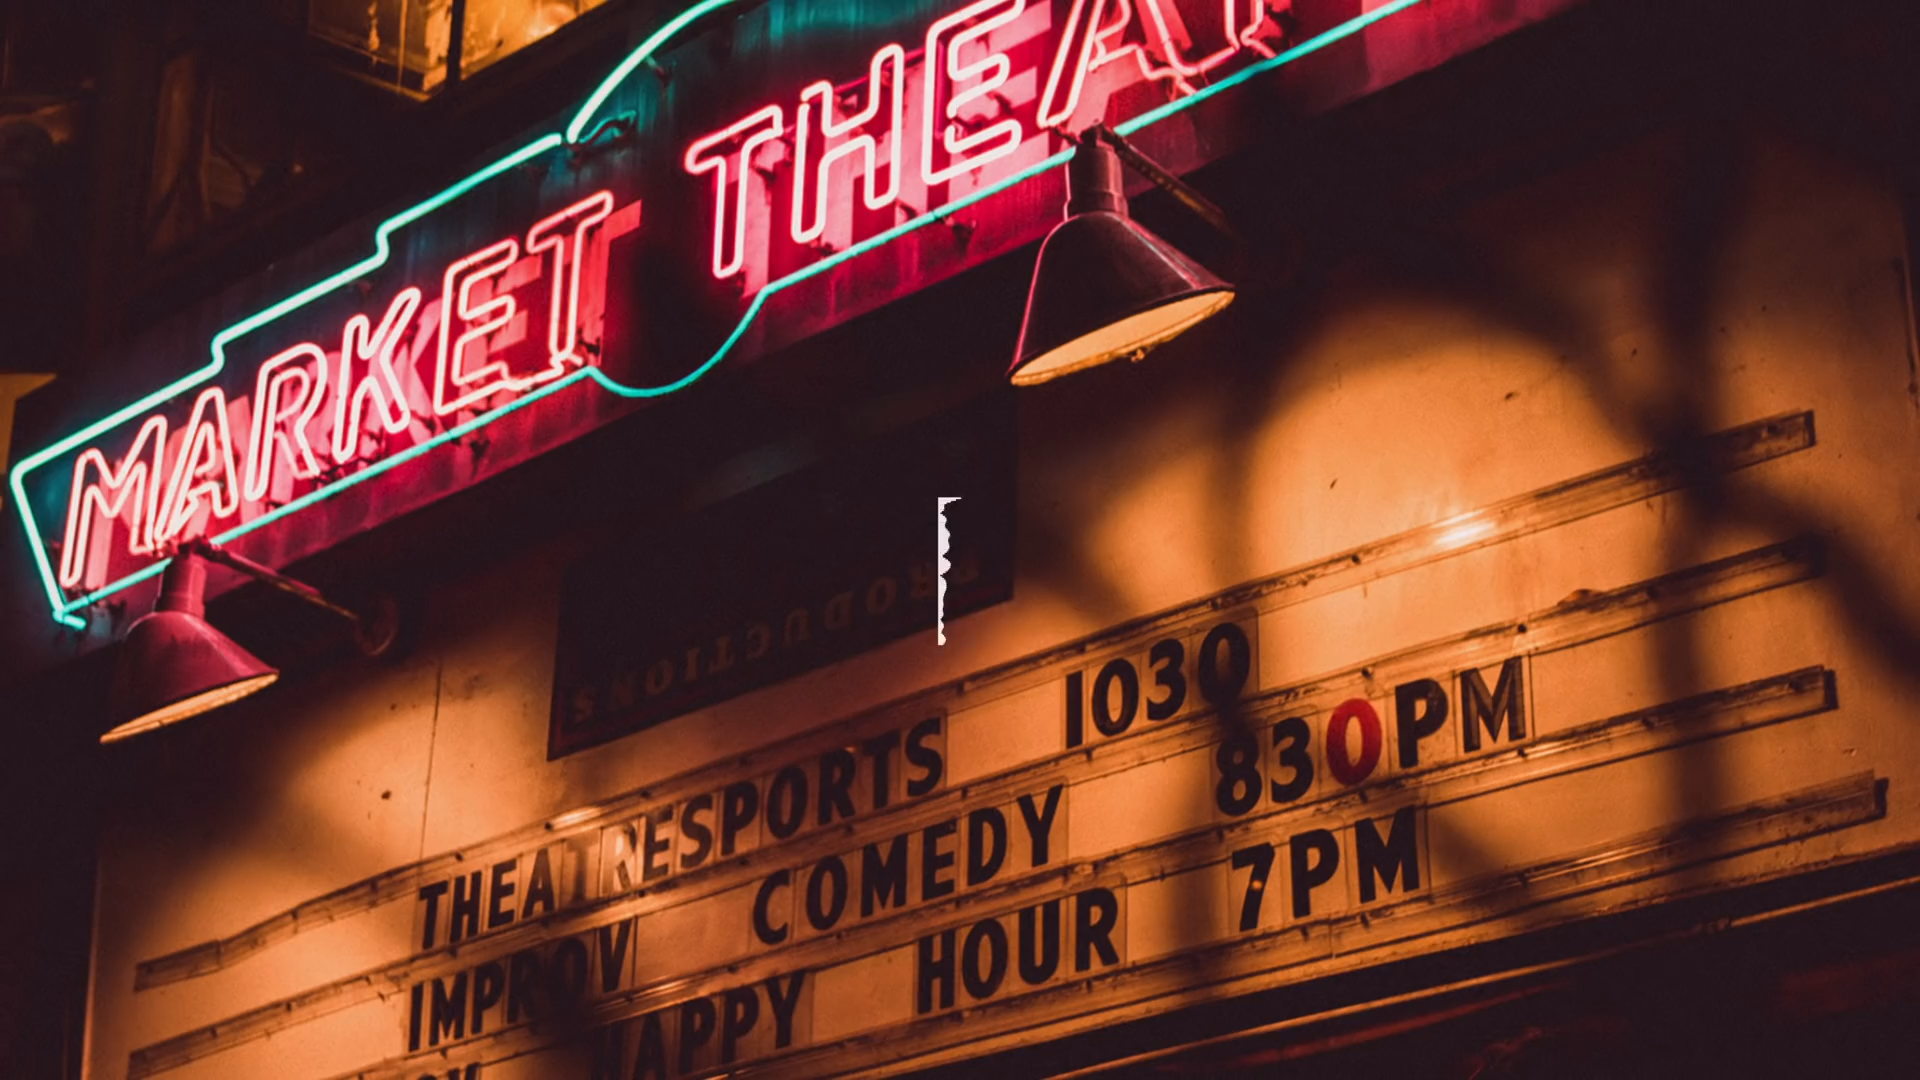 MARKET THEA
PRODUCTIONS
THEATRESPORTS 1030
IMPROV COMEDY 830PM
HAPPY HOUR 7PM